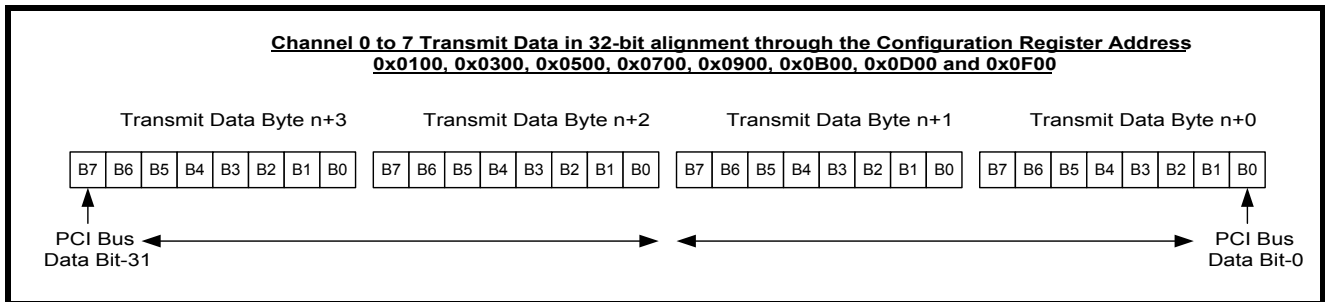 Channel 0 to 7 Transmit Data in 32-bit alignment through the Configuration Register Address
0x0100, 0x0300, 0x0500, 0x0700, 0x0900, 0x0B00, 0x0D00 and 0x0F00
Transmit Data Byte n+3 Transmit Data Byte n+2 Transmit Data Byte n+1 Transmit Data Byte n+0
B7 B6 B5 B4 B3 B2 B1 B0 B7 B6 B5 B4 B3 B2 B1 B0 B7 B6 B5 B4 B3 B2 B1 B0 B7 B6 B5 B4 B3 B2 B1 B0
PCI Bus PCI Bus
Data Bit-31 Data Bit-0